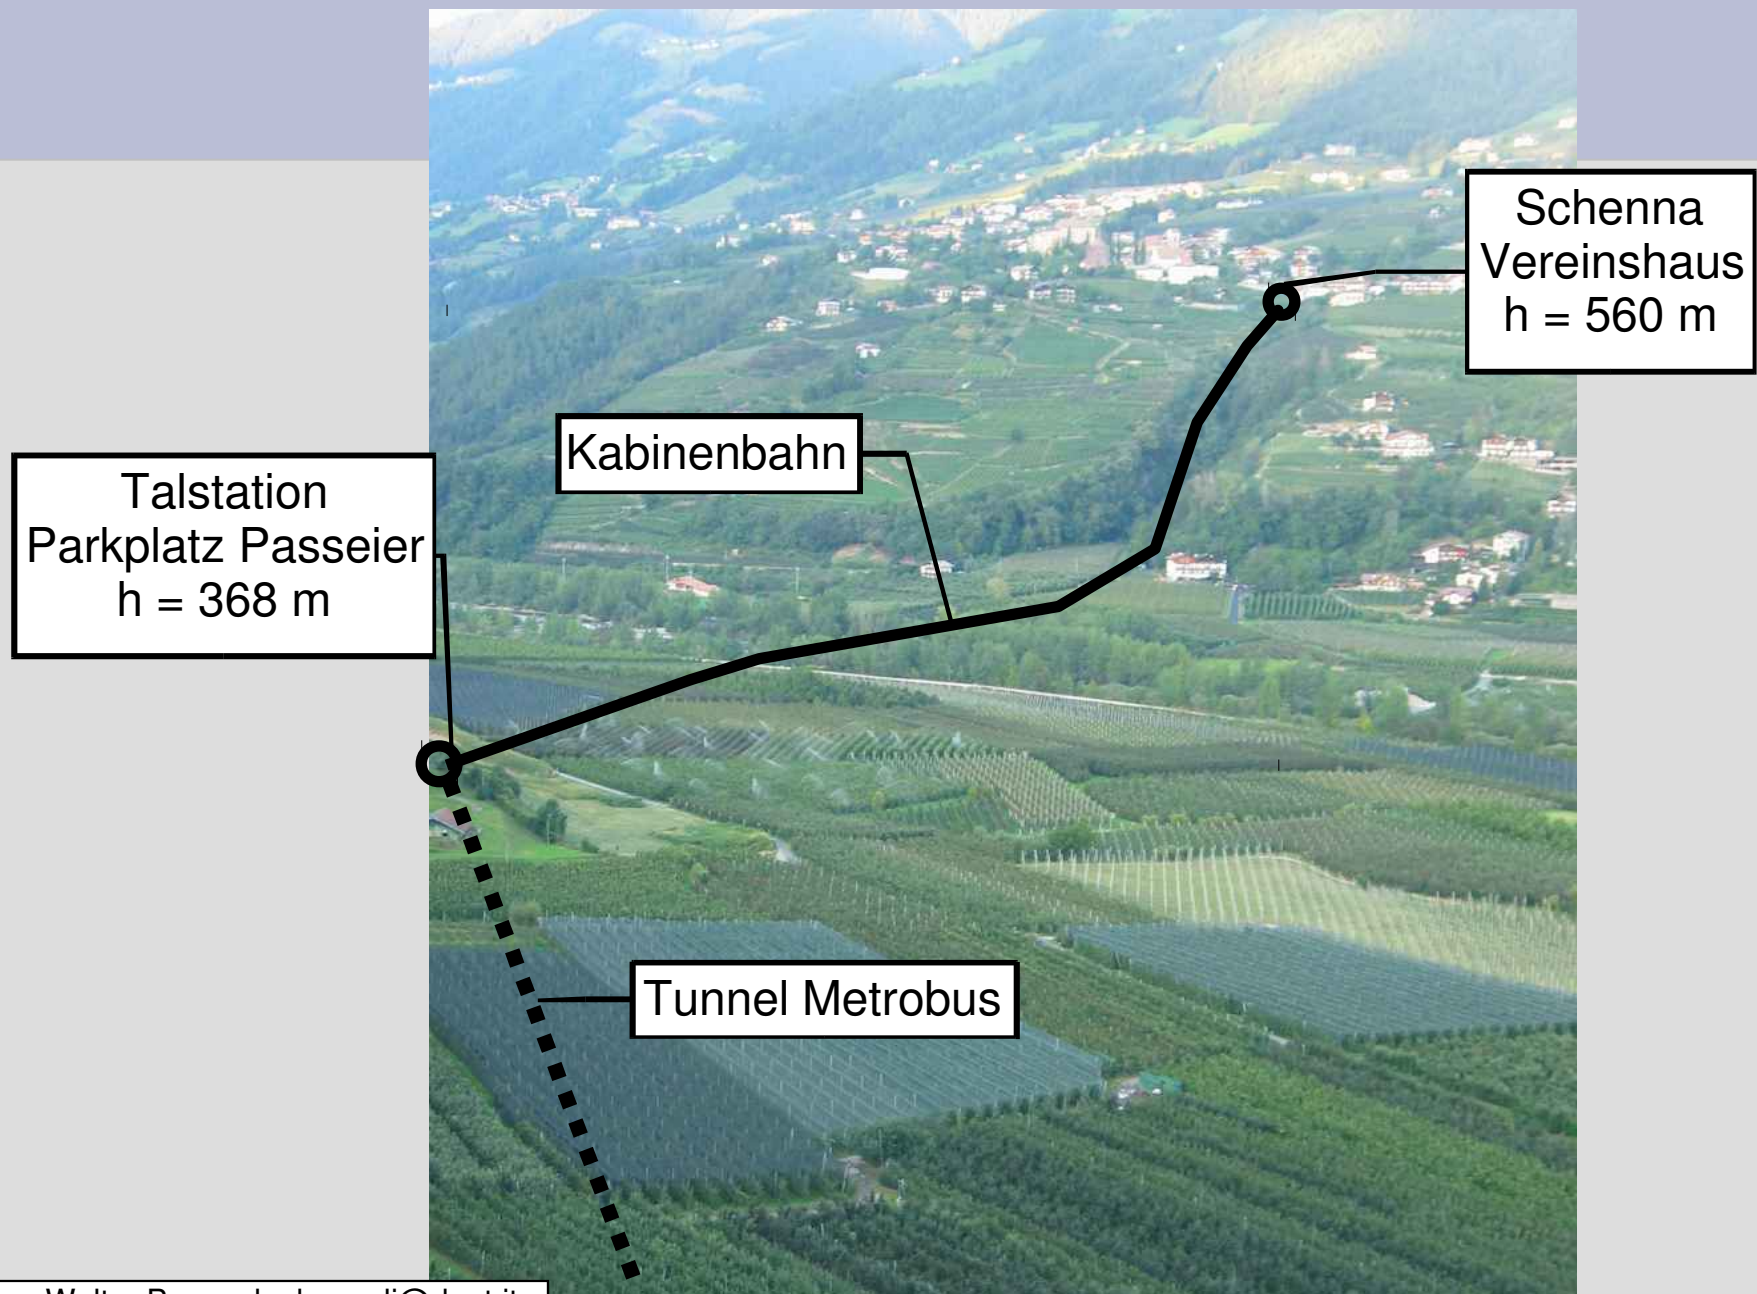 Schenna
Vereinshaus
h = 560 m
Kabinenbahn
Talstation
Parkplatz Passeier
h = 368 m
Tunnel Metrobus